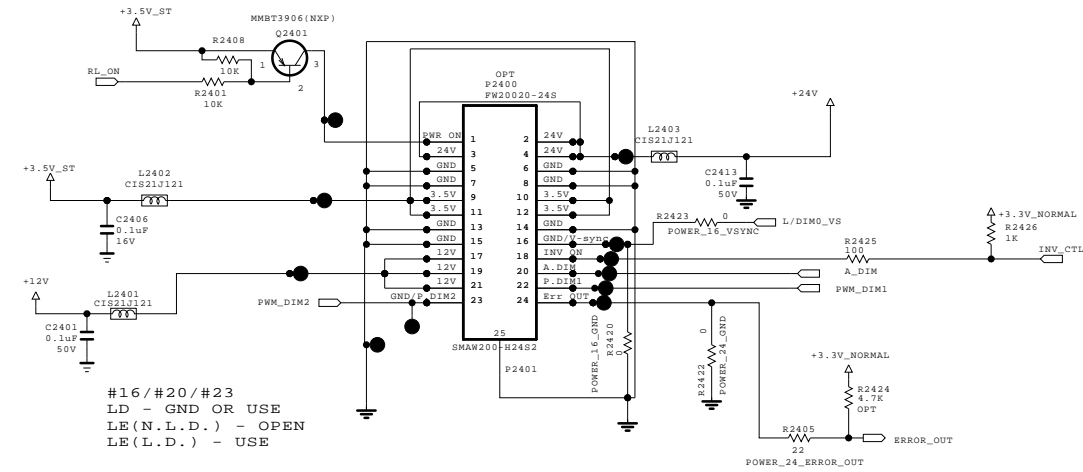 +3.5V_ST
MMBT3906(NXP)
Q2401
R2408
10K
1
3
2
RL_ON
R2401
10K
OPT
P2400
FW20020-24S
PWR ON
1
2
24V
24V
3
4
24V
GND
5
6
GND
GND
7
8
GND
3.5V
9
10
3.5V
3.5V
11
12
3.5V
GND
13
14
GND
GND
15
16
GND/V-sync
12V
17
18
INV_ON
12V
19
20
A.DIM
12V
21
22
P.DIM1
GND/P.DIM2
23
24
Err OUT
25
SMAW200-H24S2
P2401
+24V
L2403
CIS21J121
C2413
0.1uF
50V
+3.5V_ST
L2402
CIS21J121
C2406
0.1uF
16V
+12V
L2401
CIS21J121
C2401
0.1uF
50V
PWM_DIM2
R2423
0
POWER_16_VSYNC
L/DIM0_VS
+3.3V_NORMAL
R2426
1K
R2425
100
INV_CTL
A_DIM
PWM_DIM1
POWER_16_GND
R2420
0
R2422
0
POWER_24_GND
+3.3V_NORMAL
R2424
4.7K
OPT
R2405
22
POWER_24_ERROR_OUT
ERROR_OUT
#16/#20/#23
LD - GND OR USE
LE(N.L.D.) - OPEN
LE(L.D.) - USE